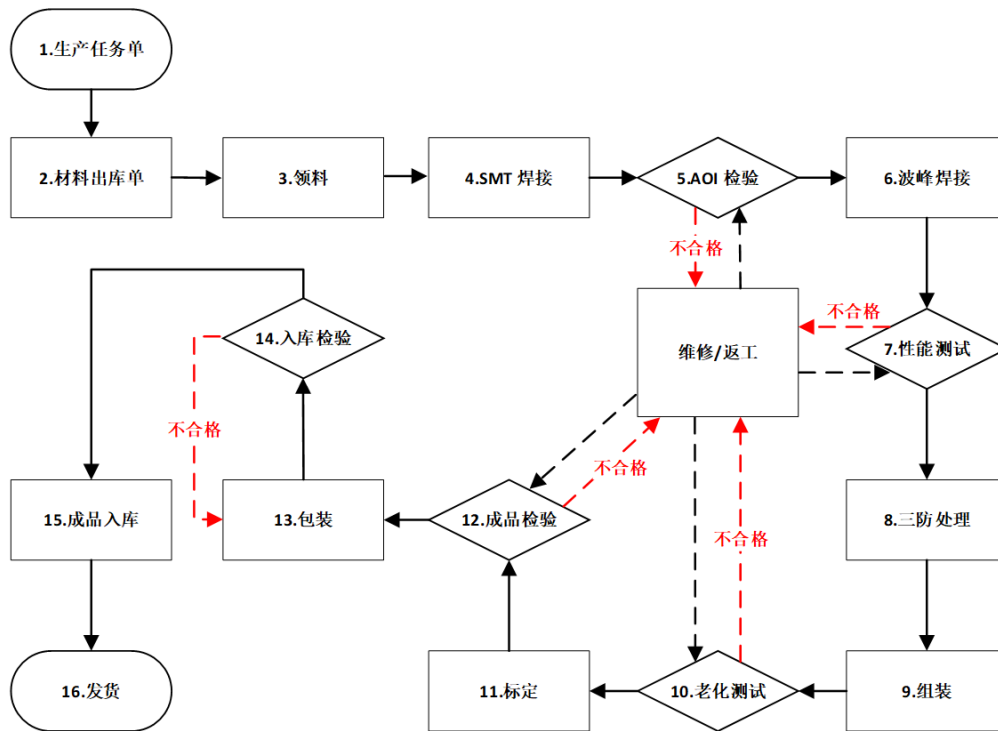 1.生产任务单
2.材料出库单
3.领料
4.SMT 焊接
5.AOI 检验
6.波峰焊接
不合格
不合格
14.入库检验
维修/返工
7.性能测试
不合格
不合格
不合格
15.成品入库
13.包装
12.成品检验
8.三防处理
16.发货
11.标定
10.老化测试
9.组装